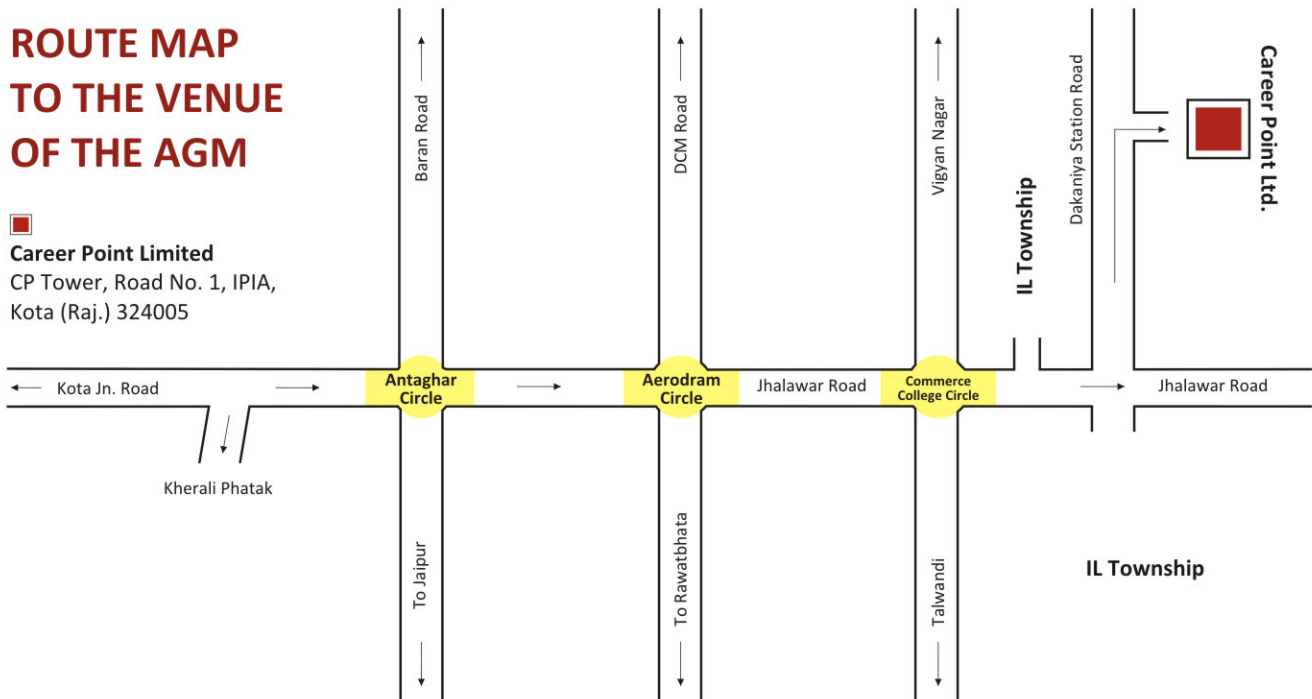 ROUTE MAP
TO THE VENUE
OF THE AGM
Career Point Limited
CP Tower, Road No. 1, IPIA,
Kota (Raj.) 324005
Baran Road
DCM Road
Vigyan Nagar
IL Township
Dakaniya Station Road
Career Point Ltd.
Kota Jn. Road
Antaghar
Circle
Aerodram
Circle
Jhalawar Road
Commerce
College Circle
Jhalawar Road
Kherali Phatak
To Jaipur
To Rawatbhata
Talwandi
IL Township